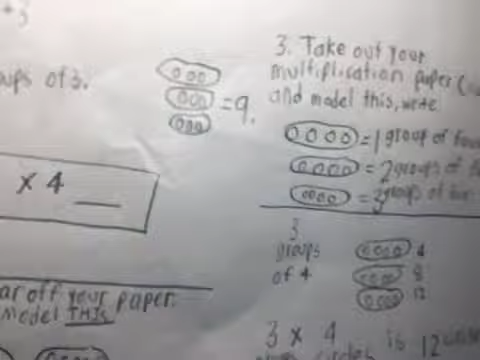 +3
ups of 3.
= 9.
x 4
ar off your paper.
Model THIS
3. Take out your
multiplication paper
and model this, write
= 1 group of
= 2 groups of
= 3 groups of
3
groups
of 4
4
8
12
3 x 4 is 12